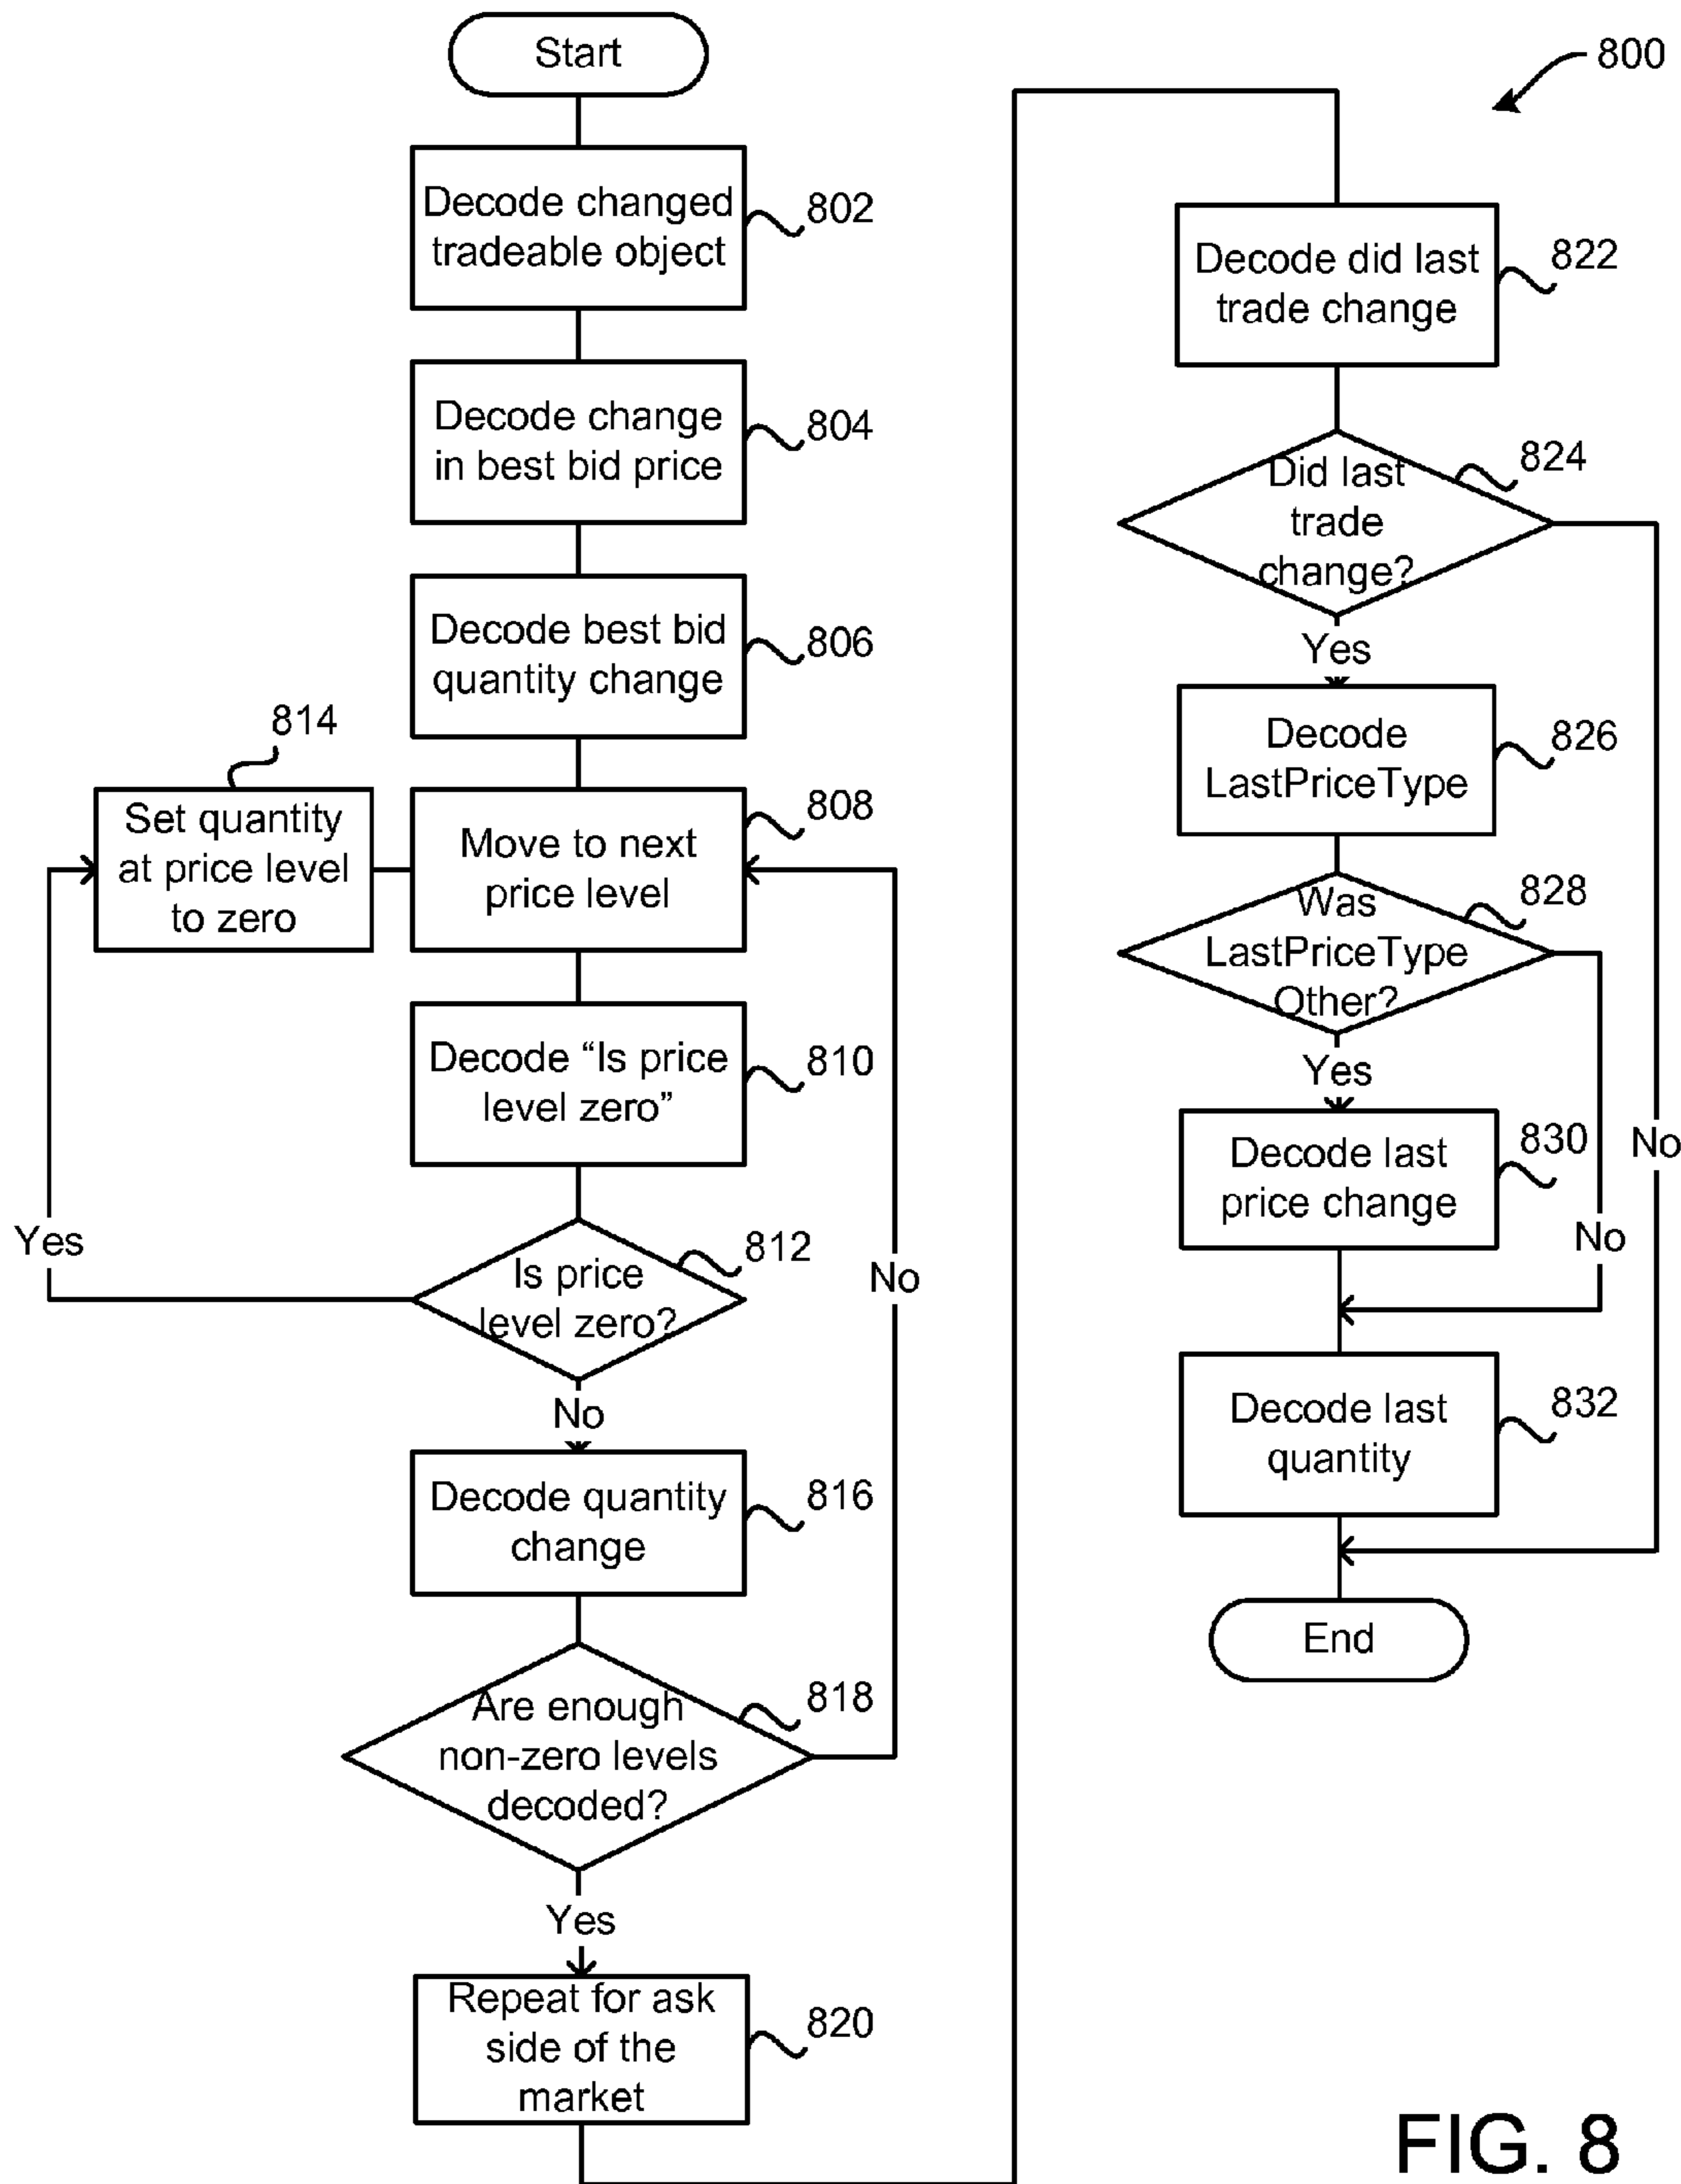 Start
800
Decode changed
tradeable object
802
Decode change
in best bid price
804
Decode best bid
quantity change
806
814
Set quantity
at price level
to zero
Move to next
price level
808
Decode “Is price
level zero”
810
Yes
Is price
level zero?
812
No
No
Decode quantity
change
816
Are enough
non-zero levels
decoded?
818
Yes
Repeat for ask
side of the
market
820
Decode did last
trade change
822
Did last
trade
change?
824
Yes
Decode
LastPriceType
826
Was
LastPriceType
Other?
828
Yes
Decode last
price change
830
No
No
Decode last
quantity
832
End
FIG. 8